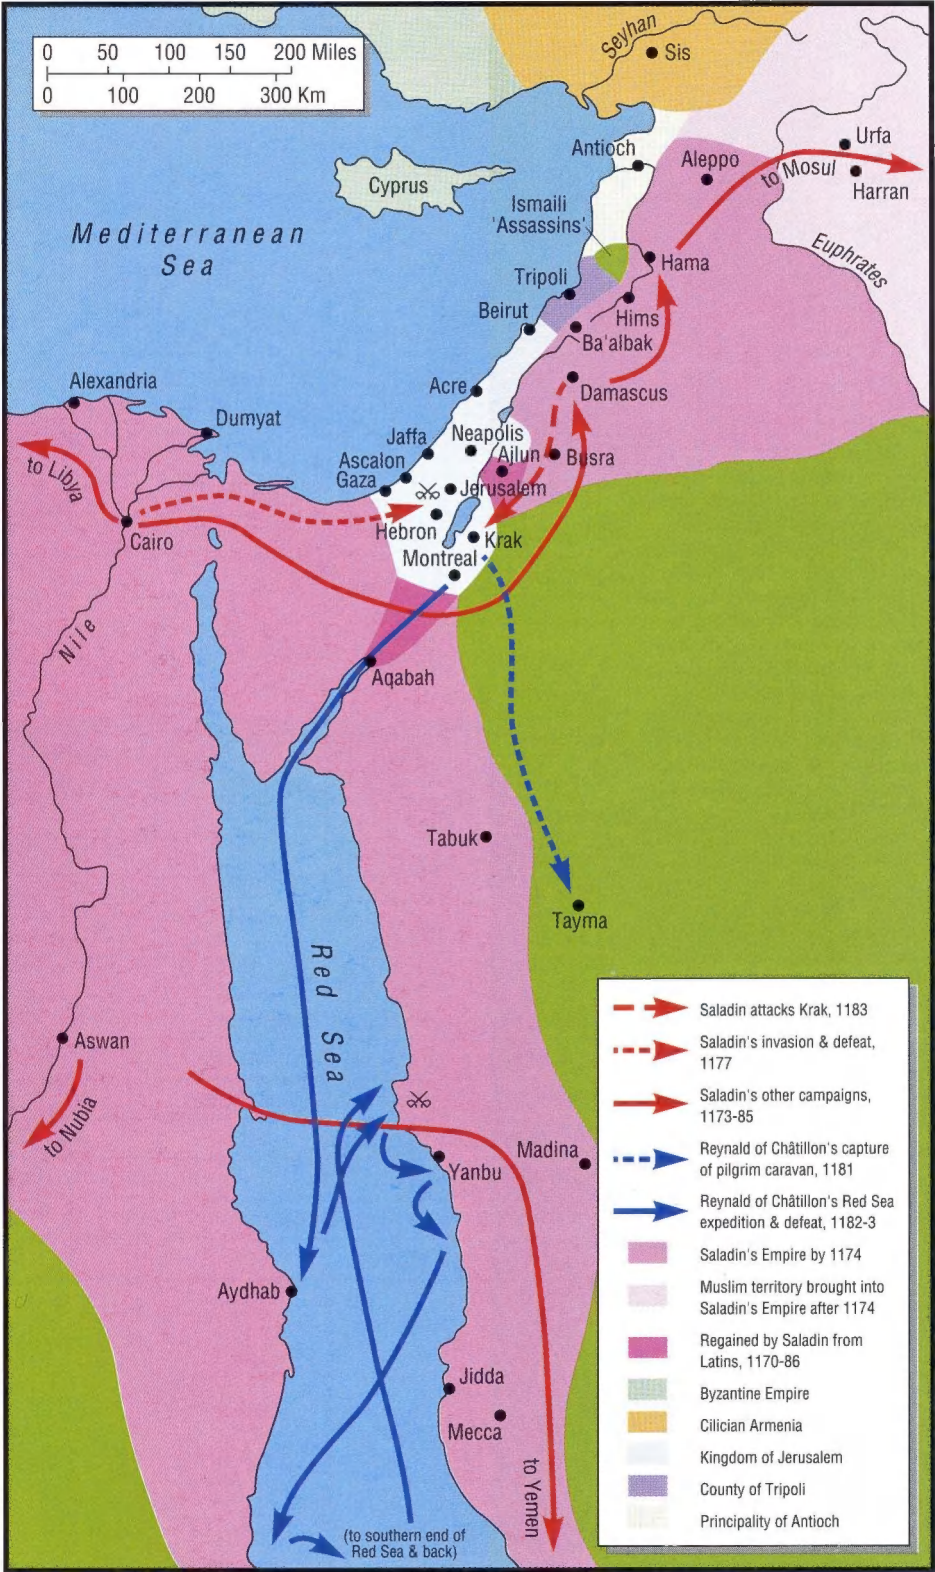 0 50 100 150 200 Miles
0 100 200 300 Km
Seyhan
Sis
Antioch
Aleppo
Urfa
to Mosul
Harran
Cyprus
Ismaili
'Assassins'
Mediterranean
Sea
Euphrates
Hama
Tripoli
Hims
Beirut
Ba'albak
Damascus
Alexandria
Acre
Dumyat
Neapolis
Jaffa
Ajlun
Busra
Ascalon
Gaza
to Libya
Jerusalem
Hebron
Krak
Cairo
Montreal
Nile
Aqabah
Tabuk
Tayma
Red Sea
Aswan
to Nubia
Madina
Yanbu
Aydhab
Jidda
Mecca
to Yemen
(to southern end of
Red Sea & back)
Saladin attacks Krak, 1183
Saladin's invasion & defeat,
1177
Saladin's other campaigns,
1173-85
Reynald of Châtillon's capture
of pilgrim caravan, 1181
Reynald of Châtillon's Red Sea
expedition & defeat, 1182-3
Saladin's Empire by 1174
Muslim territory brought into
Saladin's Empire after 1174
Regained by Saladin from
Latins, 1170-86
Byzantine Empire
Cilician Armenia
Kingdom of Jerusalem
County of Tripoli
Principality of Antioch